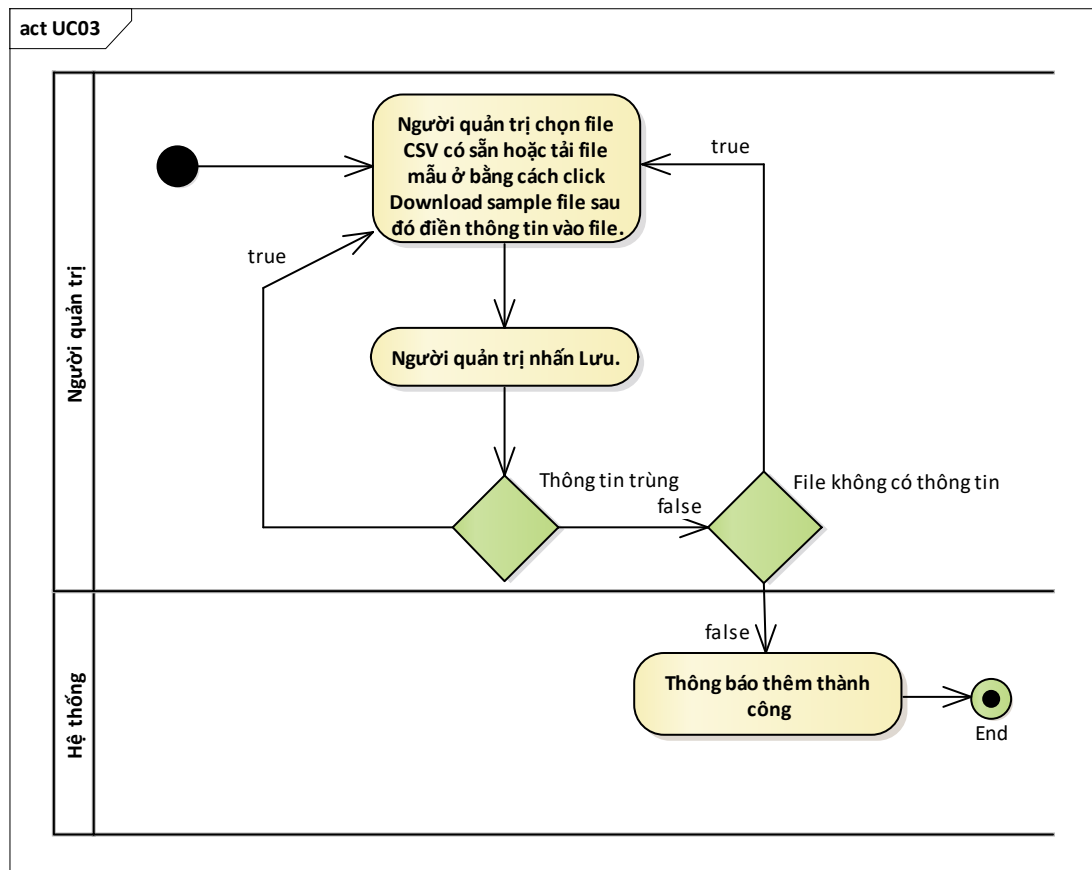 act UC03
Người quản trị
Người quản trị chọn file
CSV có sẵn hoặc tải file
mẫu ở bằng cách click
Download sample file sau
đó điền thông tin vào file.
true
true
Người quản trị nhấn Lưu.
Thông tin trùng
false
File không có thông tin
Hệ thống
false
Thông báo thêm thành
công
End